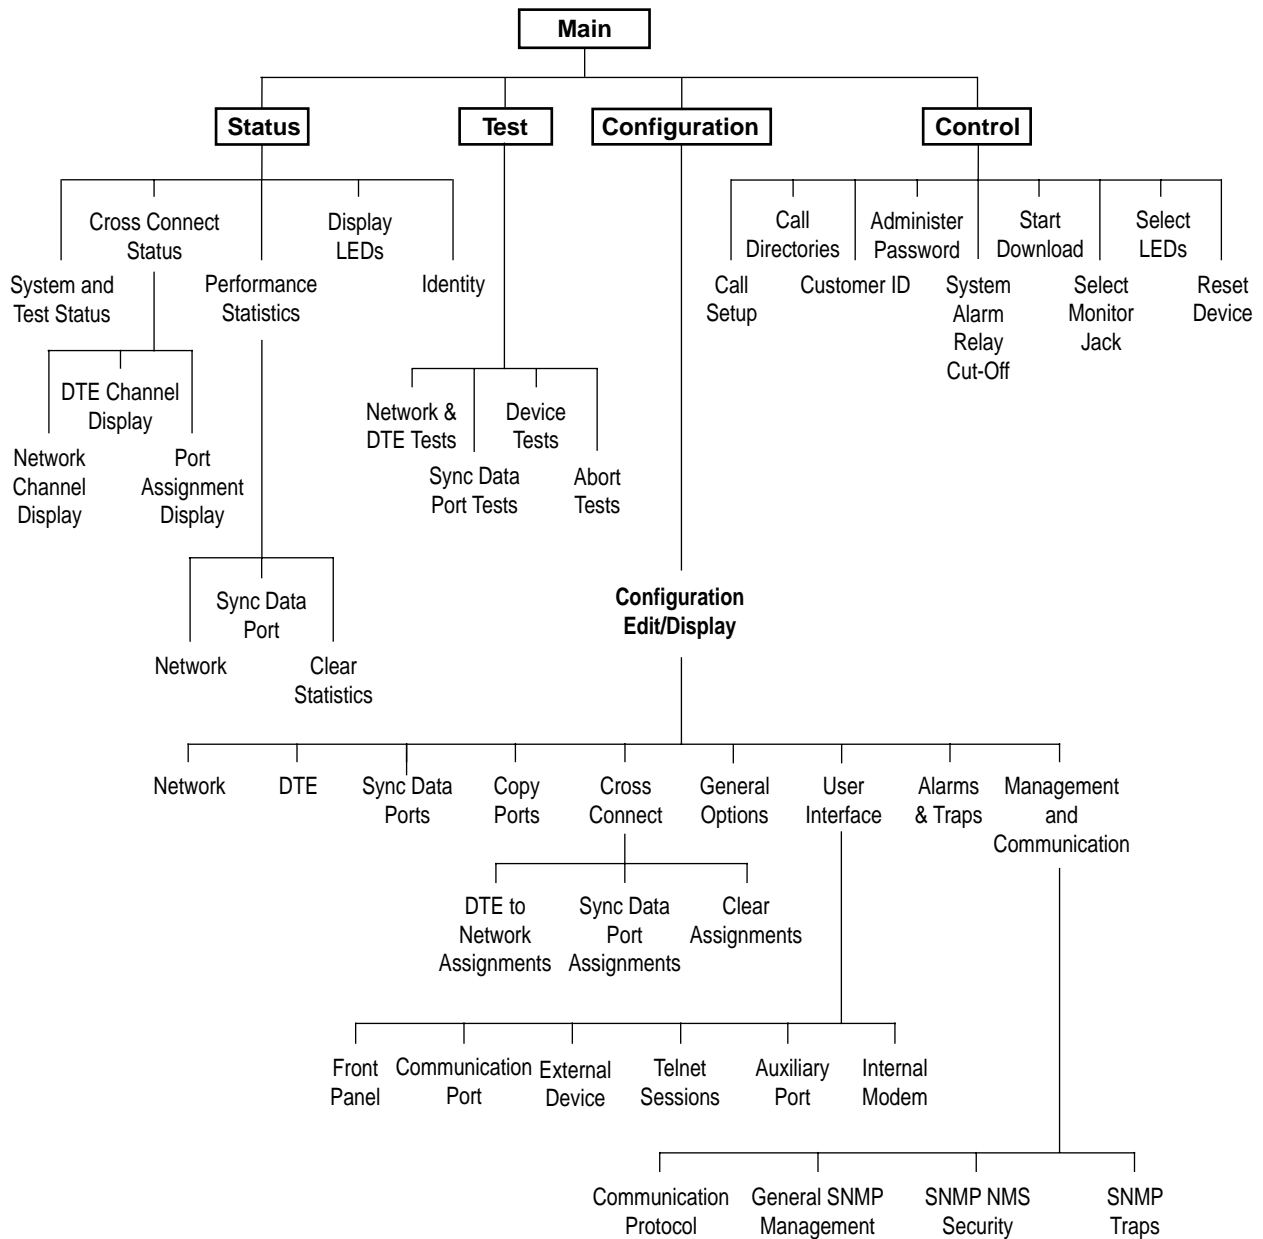 Main
Status
Test
Configuration
Control
Cross Connect
Status
Display
LEDs
System and
Test Status
Performance
Statistics
Identity
Call
Directories
Administer
Password
Start
Download
Select
LEDs
Call
Setup
Customer ID
System
Alarm
Relay
Cut-Off
Select
Monitor
Jack
Reset
Device
DTE Channel
Display
Network
Channel
Display
Port
Assignment
Display
Network &
DTE Tests
Device
Tests
Sync Data
Port Tests
Abort
Tests
Sync Data
Port
Network
Clear
Statistics
Configuration
Edit/Display
Network
DTE
Sync Data
Ports
Copy
Ports
Cross
Connect
General
Options
User
Interface
Alarms
& Traps
Management
and
Communication
DTE to
Network
Assignments
Sync Data
Port
Assignments
Clear
Assignments
Front
Panel
Communication
Port
External
Device
Telnet
Sessions
Auxiliary
Port
Internal
Modem
Communication
Protocol
General SNMP
Management
SNMP NMS
Security
SNMP
Traps